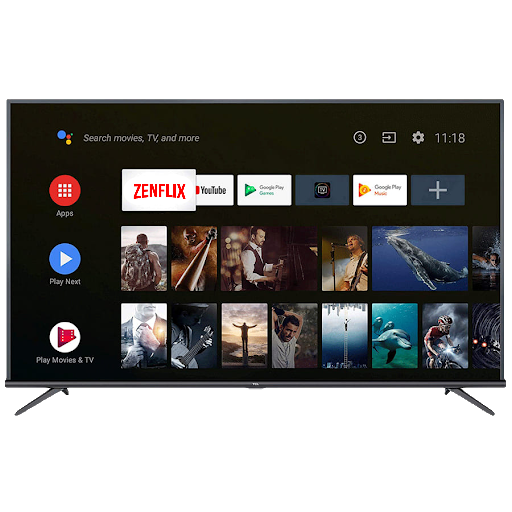 Search movies, TV, and more
3
11:18
ZENFLIX
YouTube
Google Play
Games
Google Play
Music
Apps
Play Next
Play Movies & TV
TCL